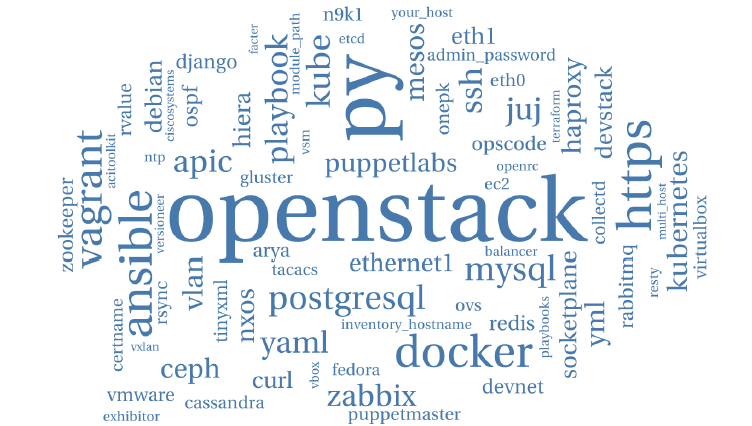 n9k1
your_host
etcd
eth1
facter
module_path
django
playbook
kube
py
mesos
admin_password
debian
ciscosystems
ospf
rvalue
hiera
vsm
onepk
ssh
eth0
juj
terraform
haproxy
devstack
acitoolkit
ntp
apic
gluster
puppetlabs
opscode
openrc
ec2
https
zookeeper
vagrant
ansible
versioneer
openstack
collectd
multi_host
kubernetes
virtualbox
arya
tacacs
ethernet1
balancer
mysql
vlan
rsync
tinyxml
nxos
postgresql
ovs
socketplane
rabbitmq
resty
certname
vxlan
yaml
inventory_hostname
redis
playbooks
yml
docker
ceph
curl
vbox
fedora
zabbix
devnet
vmware
cassandra
exhibitor
puppetmaster